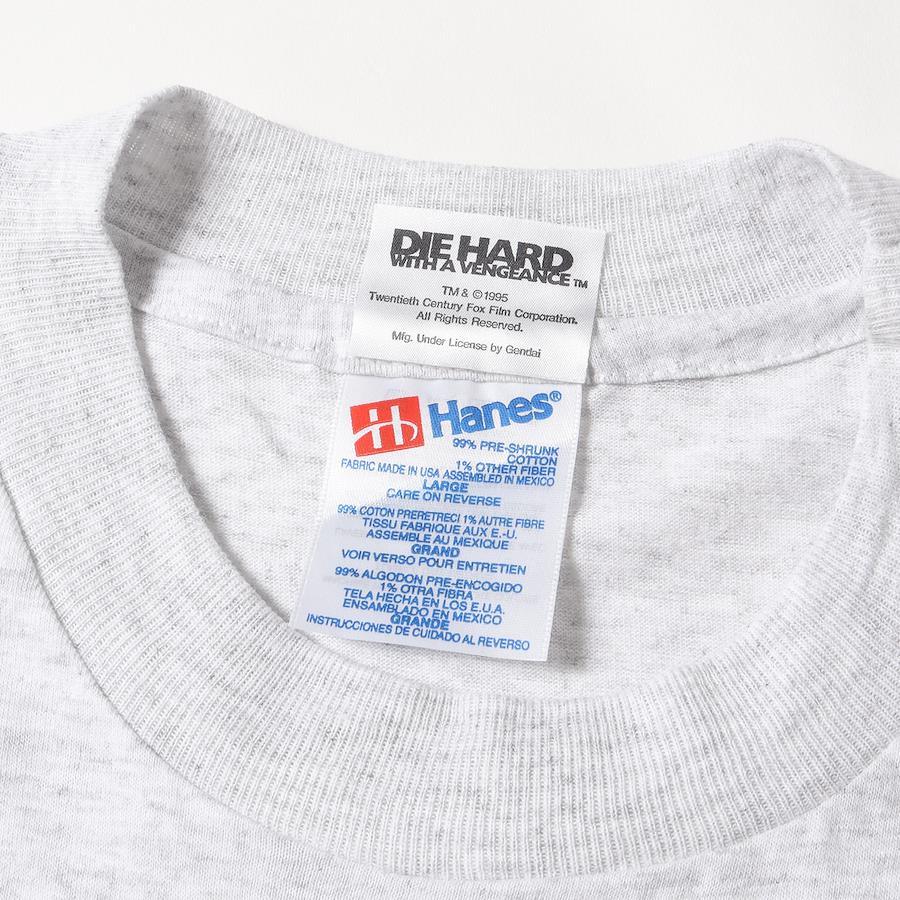 DIE HARD
WITH A VENGEANCE TM
TM & ©1995
Twentieth Century Fox Film Corporation.
All Rights Reserved.
Mfg. Under License by Gendai
H Hanes®
99% PRE-SHRUNK
COTTON
1% OTHER FIBER
FABRIC MADE IN USA ASSEMBLED IN MEXICO
LARGE
CARE ON REVERSE
99% COTON PRERETRECI 1% AUTRE FIBRE
TISSU FABRIQUE AUX E.-U.
ASSEMBLE AU MEXIQUE
GRAND
VOIR VERSO POUR ENTRETIEN
99% ALGODON PRE-ENCOGIDO
1% OTRA FIBRA
TELA HECHA EN LOS E.U.A.
ENSAMBLADO EN MEXICO
GRANDE
INSTRUCCIONES DE CUIDADO AL REVERSO